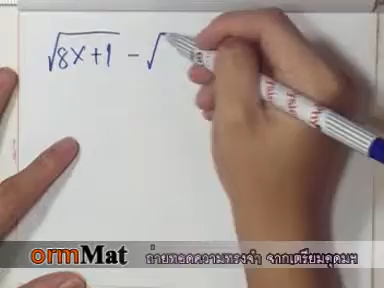 √8x+1 - √
ormMat ถ่ายทอดความทรงจำ จากเตรียมอุดมฯ